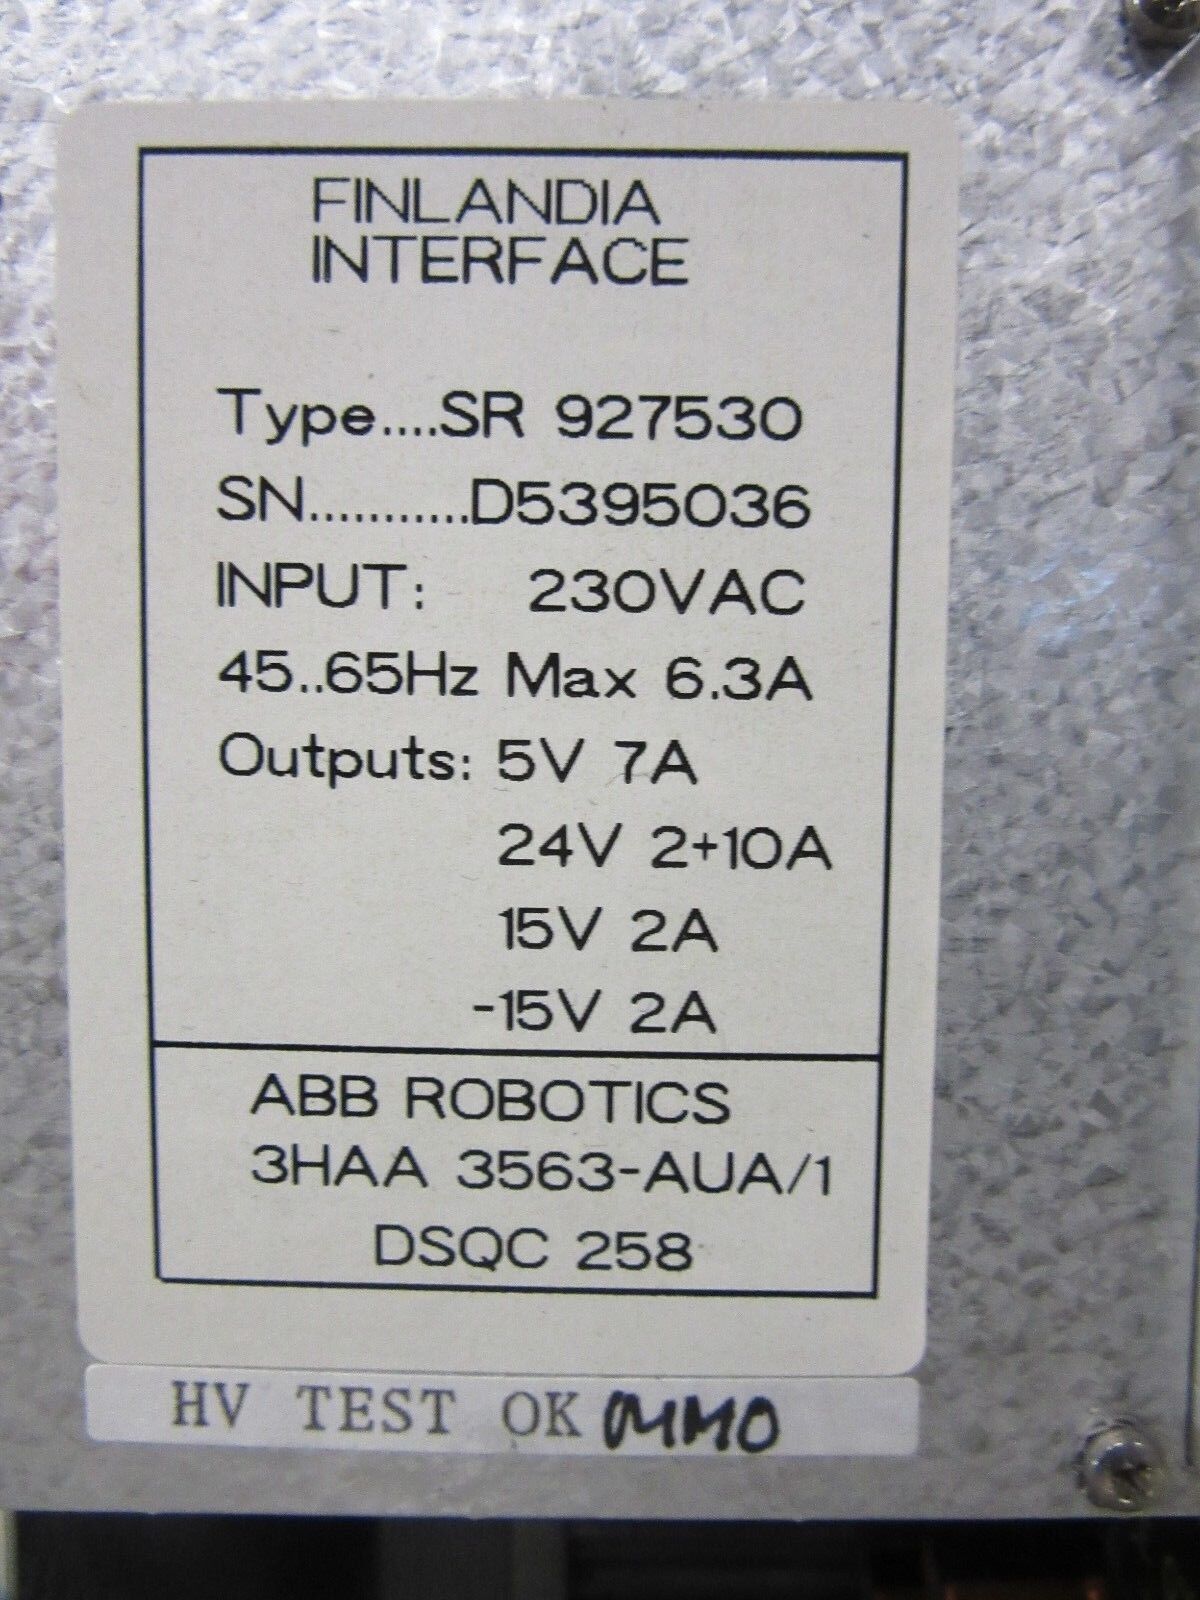 FINLANDIA
INTERFACE
Type....SR 927530
SN...........D5395036
INPUT: 230VAC
45..65Hz Max 6.3A
Outputs: 5V 7A
24V 2+10A
15V 2A
-15V 2A
ABB ROBOTICS
3HAA 3563-AUA/1
DSQC 258
HV TEST OK